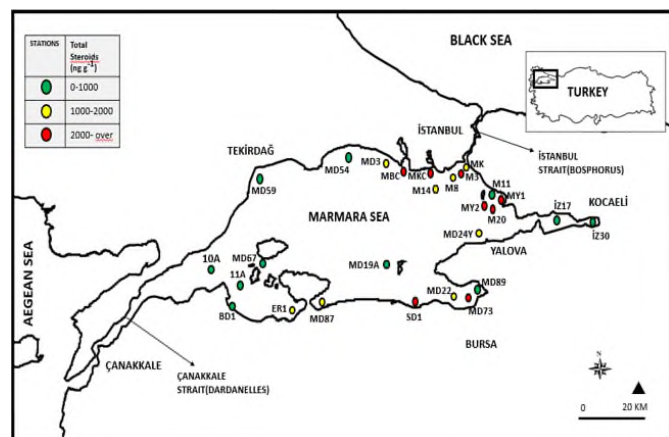 STATIONS
Total
Steroids
(ng g⁻¹)
0-1000
1000-2000
2000- over
BLACK SEA
TURKEY
İSTANBUL
İSTANBUL
STRAIT(BOSPHORUS)
TEKİRDAĞ
MD54
MD3
MBC
MKC
M14
M8
M3
MK
M11
MY1
MY2
M20
KOCAELİ
İZ17
İZ30
MD59
MARMARA SEA
MD24Y
YALOVA
AEGEAN SEA
10A
MD67
11A
MD19A
BD1
ER1
MD87
SD1
MD22
MD89
MD73
BURSA
ÇANAKKALE
ÇANAKKALE
STRAIT(DARDANELLES)
N
0 20 KM